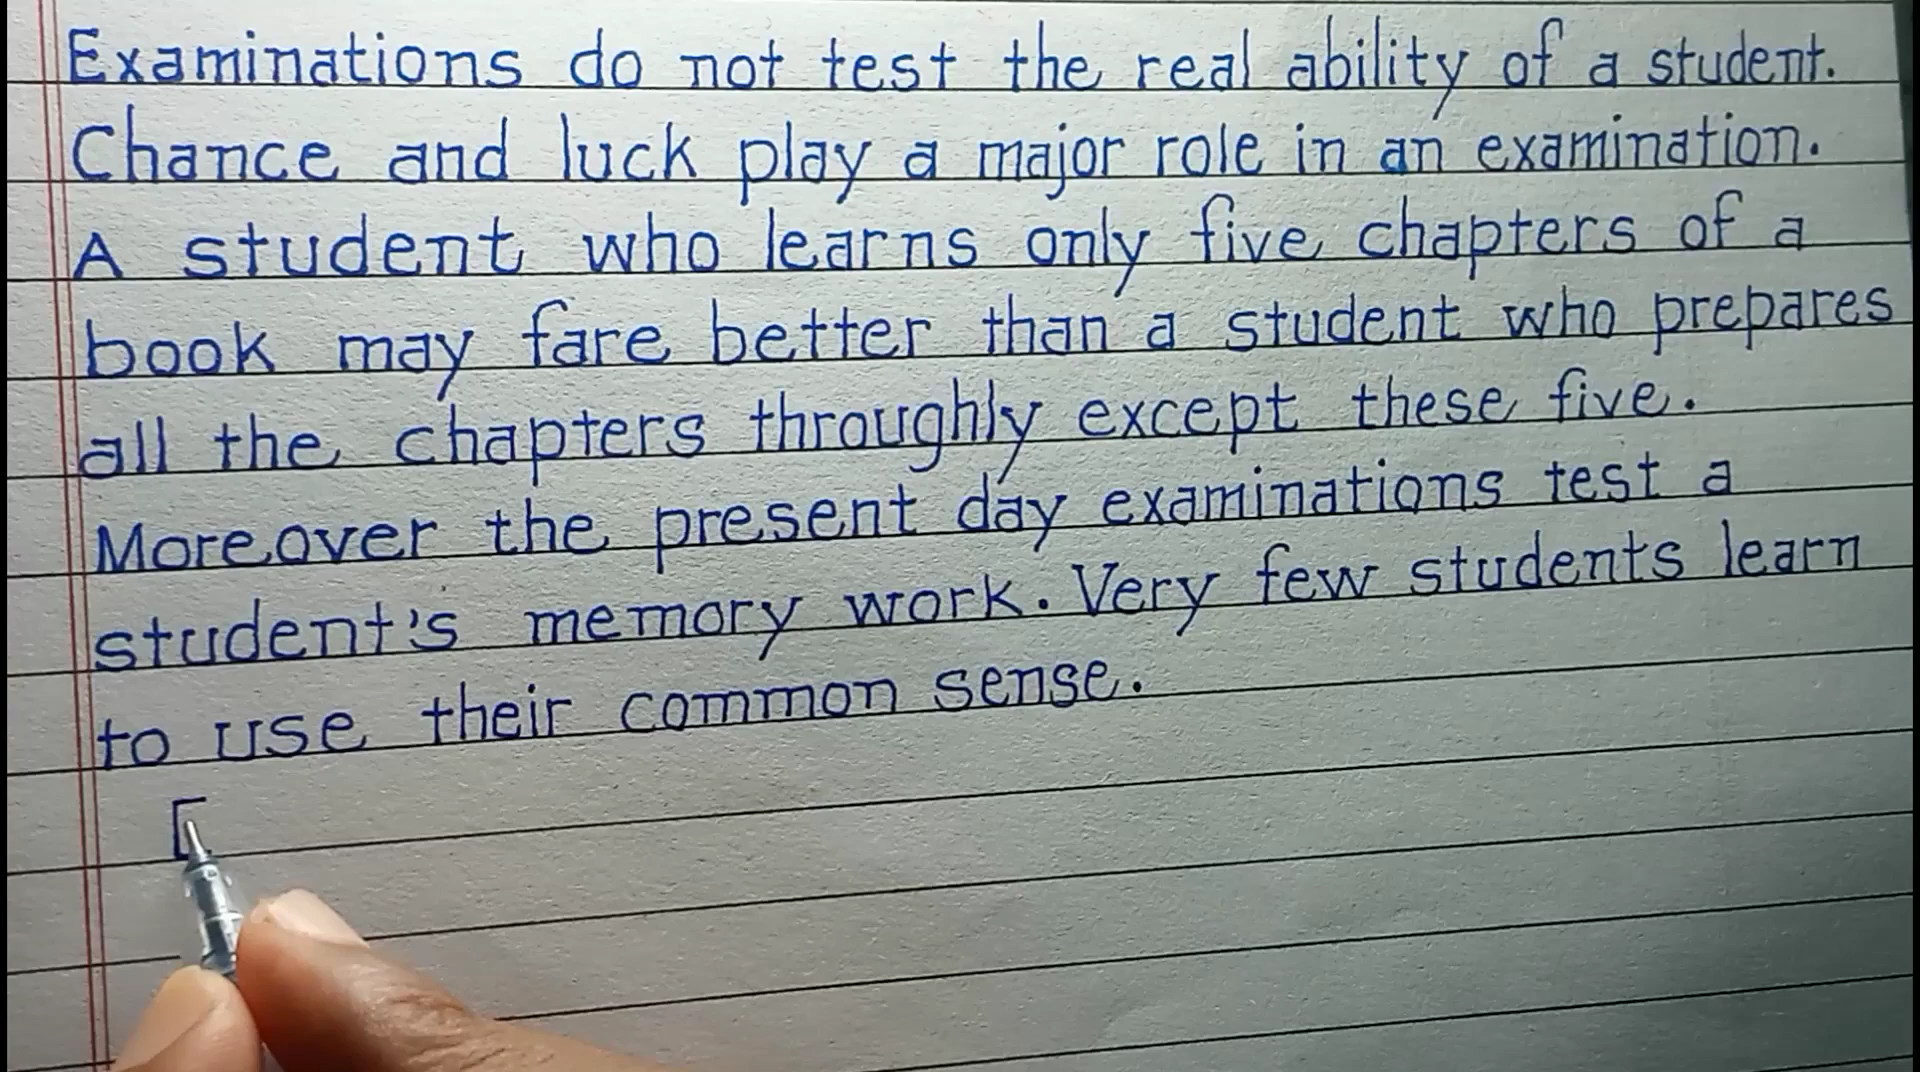 Examinations do not test the real ability of a student.
Chance and luck play a major role in an examination.
A student who learns only five chapters of a
book may fare better than a student who prepares
all the chapters throughly except these five.
Moreover the present day examinations test a
student's memory work. Very few students learn
to use their common sense.